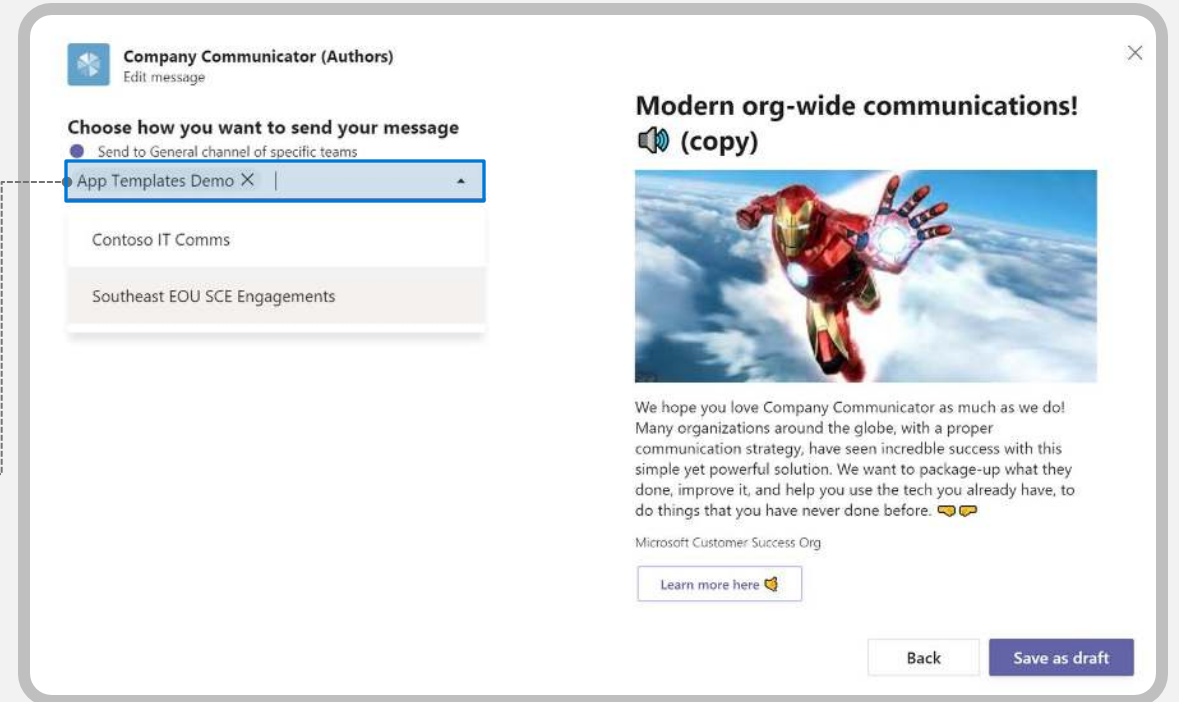 Company Communicator (Authors)
Edit message
Choose how you want to send your message
Send to General channel of specific teams
App Templates Demo
Contoso IT Comms
Southeast EOU SCE Engagements
Modern org-wide communications!
🔊 (copy)
We hope you love Company Communicator as much as we do!
Many organizations around the globe, with a proper
communication strategy, have seen incredble success with this
simple yet powerful solution. We want to package-up what they
done, improve it, and help you use the tech you already have, to
do things that you have never done before. 🤜🤛
Microsoft Customer Success Org
Learn more here
Back
Save as draft